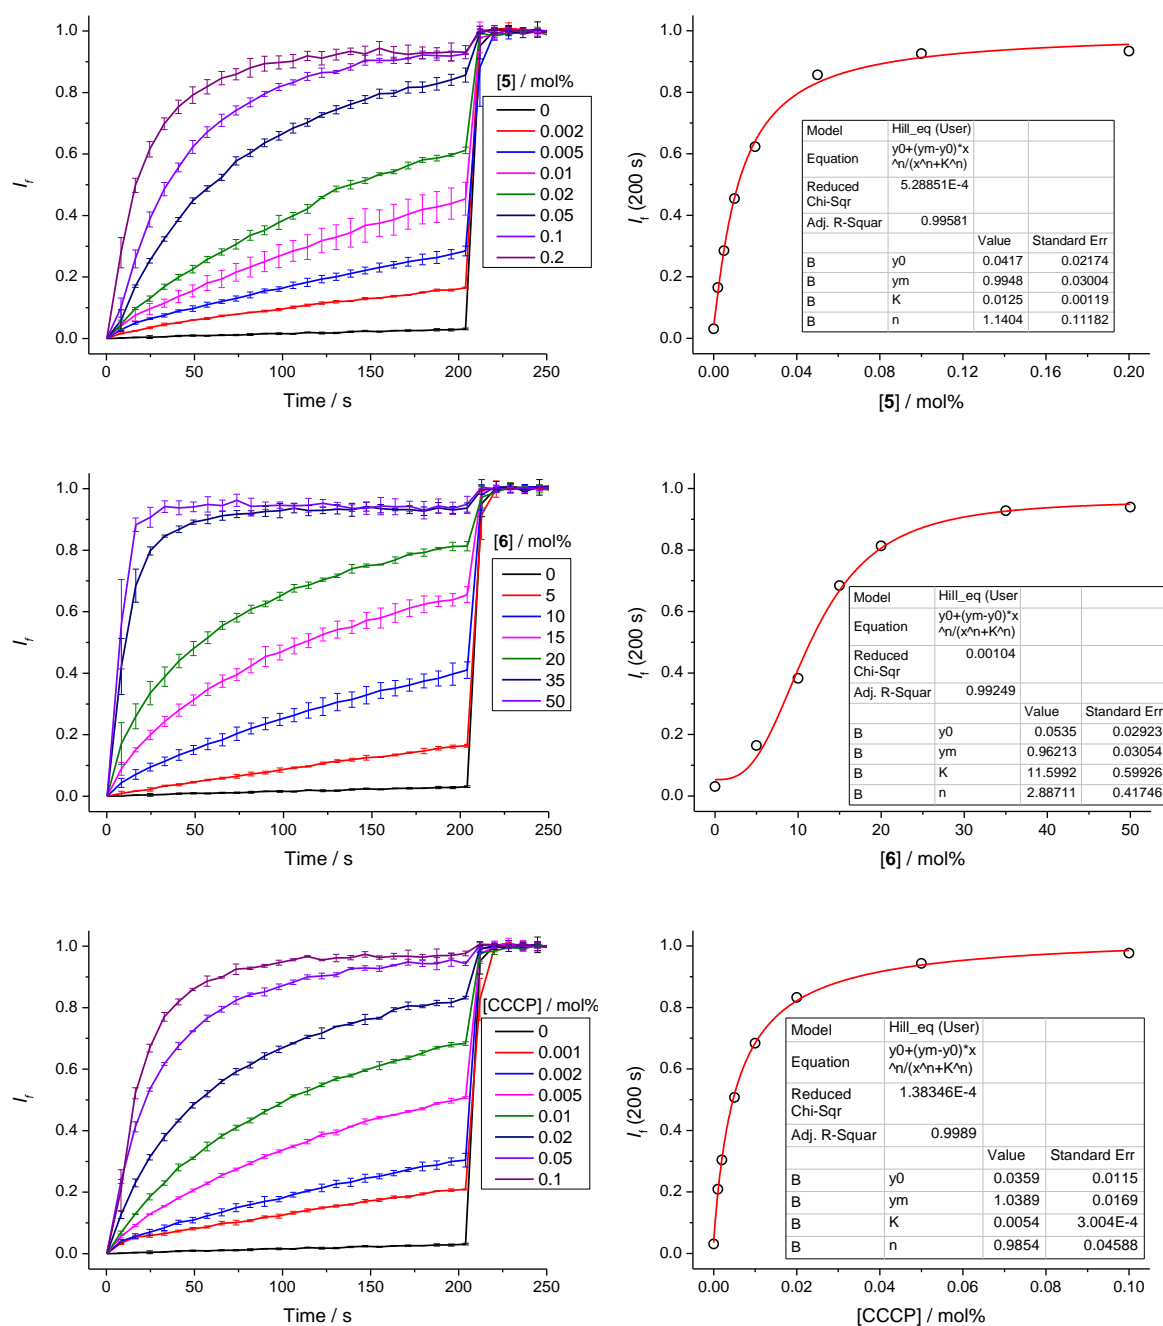 1.0
0.8
0.6
0.4
0.2
0.0
I_f
0 50 100 150 200 250
Time / s
[5] / mol%
0
0.002
0.005
0.01
0.02
0.05
0.1
0.2
1.0
0.8
0.6
0.4
0.2
0.0
I_f (200 s)
0.00 0.04 0.08 0.12 0.16 0.20
[5] / mol%
Model Hill_eq (User)
Equation y0+(ym-y0)*x
^n/(x^n+K^n)
Reduced
Chi-Sqr 5.28851E-4
Adj. R-Squar 0.99581
Value Standard Err
B y0 0.0417 0.02174
B ym 0.9948 0.03004
B K 0.0125 0.00119
B n 1.1404 0.11182
1.0
0.8
0.6
0.4
0.2
0.0
I_f
0 50 100 150 200 250
Time / s
[6] / mol%
0
5
10
15
20
35
50
1.0
0.8
0.6
0.4
0.2
0.0
I_f (200 s)
0 10 20 30 40 50
[6] / mol%
Model Hill_eq (User
Equation y0+(ym-y0)*x
^n/(x^n+K^n)
Reduced
Chi-Sqr 0.00104
Adj. R-Squar 0.99249
Value Standard Err
B y0 0.0535 0.02923
B ym 0.96213 0.03054
B K 11.5992 0.59926
B n 2.88711 0.41746
1.0
0.8
0.6
0.4
0.2
0.0
I_f
0 50 100 150 200 250
Time / s
[CCCP] / mol%
0
0.001
0.002
0.005
0.01
0.02
0.05
0.1
1.0
0.8
0.6
0.4
0.2
0.0
I_f (200 s)
0.00 0.02 0.04 0.06 0.08 0.10
[CCCP] / mol%
Model Hill_eq (User)
Equation y0+(ym-y0)*x
^n/(x^n+K^n)
Reduced
Chi-Sqr 1.38346E-4
Adj. R-Squar 0.9989
Value Standard Err
B y0 0.0359 0.0115
B ym 1.0389 0.0169
B K 0.0054 3.004E-4
B n 0.9854 0.04588